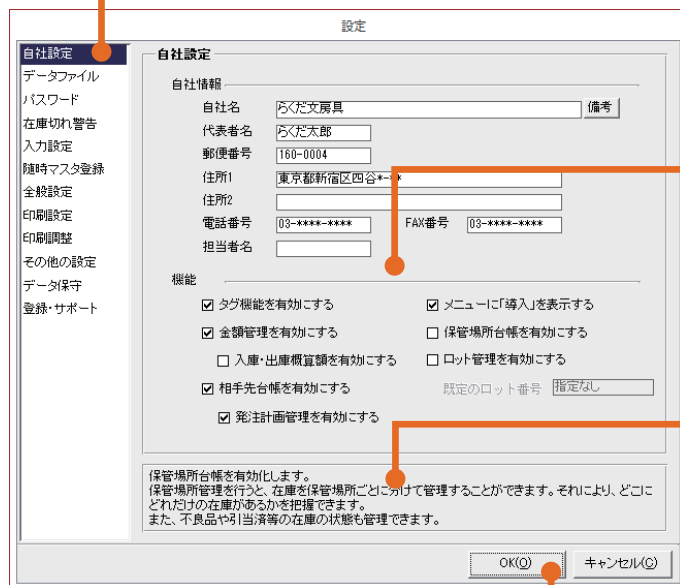 設定
自社設定
データファイル
パスワード
在庫切れ警告
入力設定
随時マスタ登録
全般設定
印刷設定
印刷調整
その他の設定
データ保守
登録・サポート
自社設定
自社情報
自社名 らくだ文房具 備考
代表者名 らくだ太郎
郵便番号 160-0004
住所1 東京都新宿区四谷*-**
住所2
電話番号 03-****-**** FAX番号 03-****-****
担当者名
機能
タグ機能を有効にする メニューに「導入」を表示する
金額管理を有効にする 保管場所台帳を有効にする
入庫・出庫概算額を有効にする ロット管理を有効にする
相手先台帳を有効にする 既定のロット番号 指定なし
発注計画管理を有効にする
保管場所台帳を有効化します。
保管場所管理を行うと、在庫を保管場所ごとに分けて管理することができます。それにより、どこに
どれだけの在庫があるかを把握できます。
また、不良品や引当済等の在庫の状態も管理できます。
OK(O) キャンセル(C)